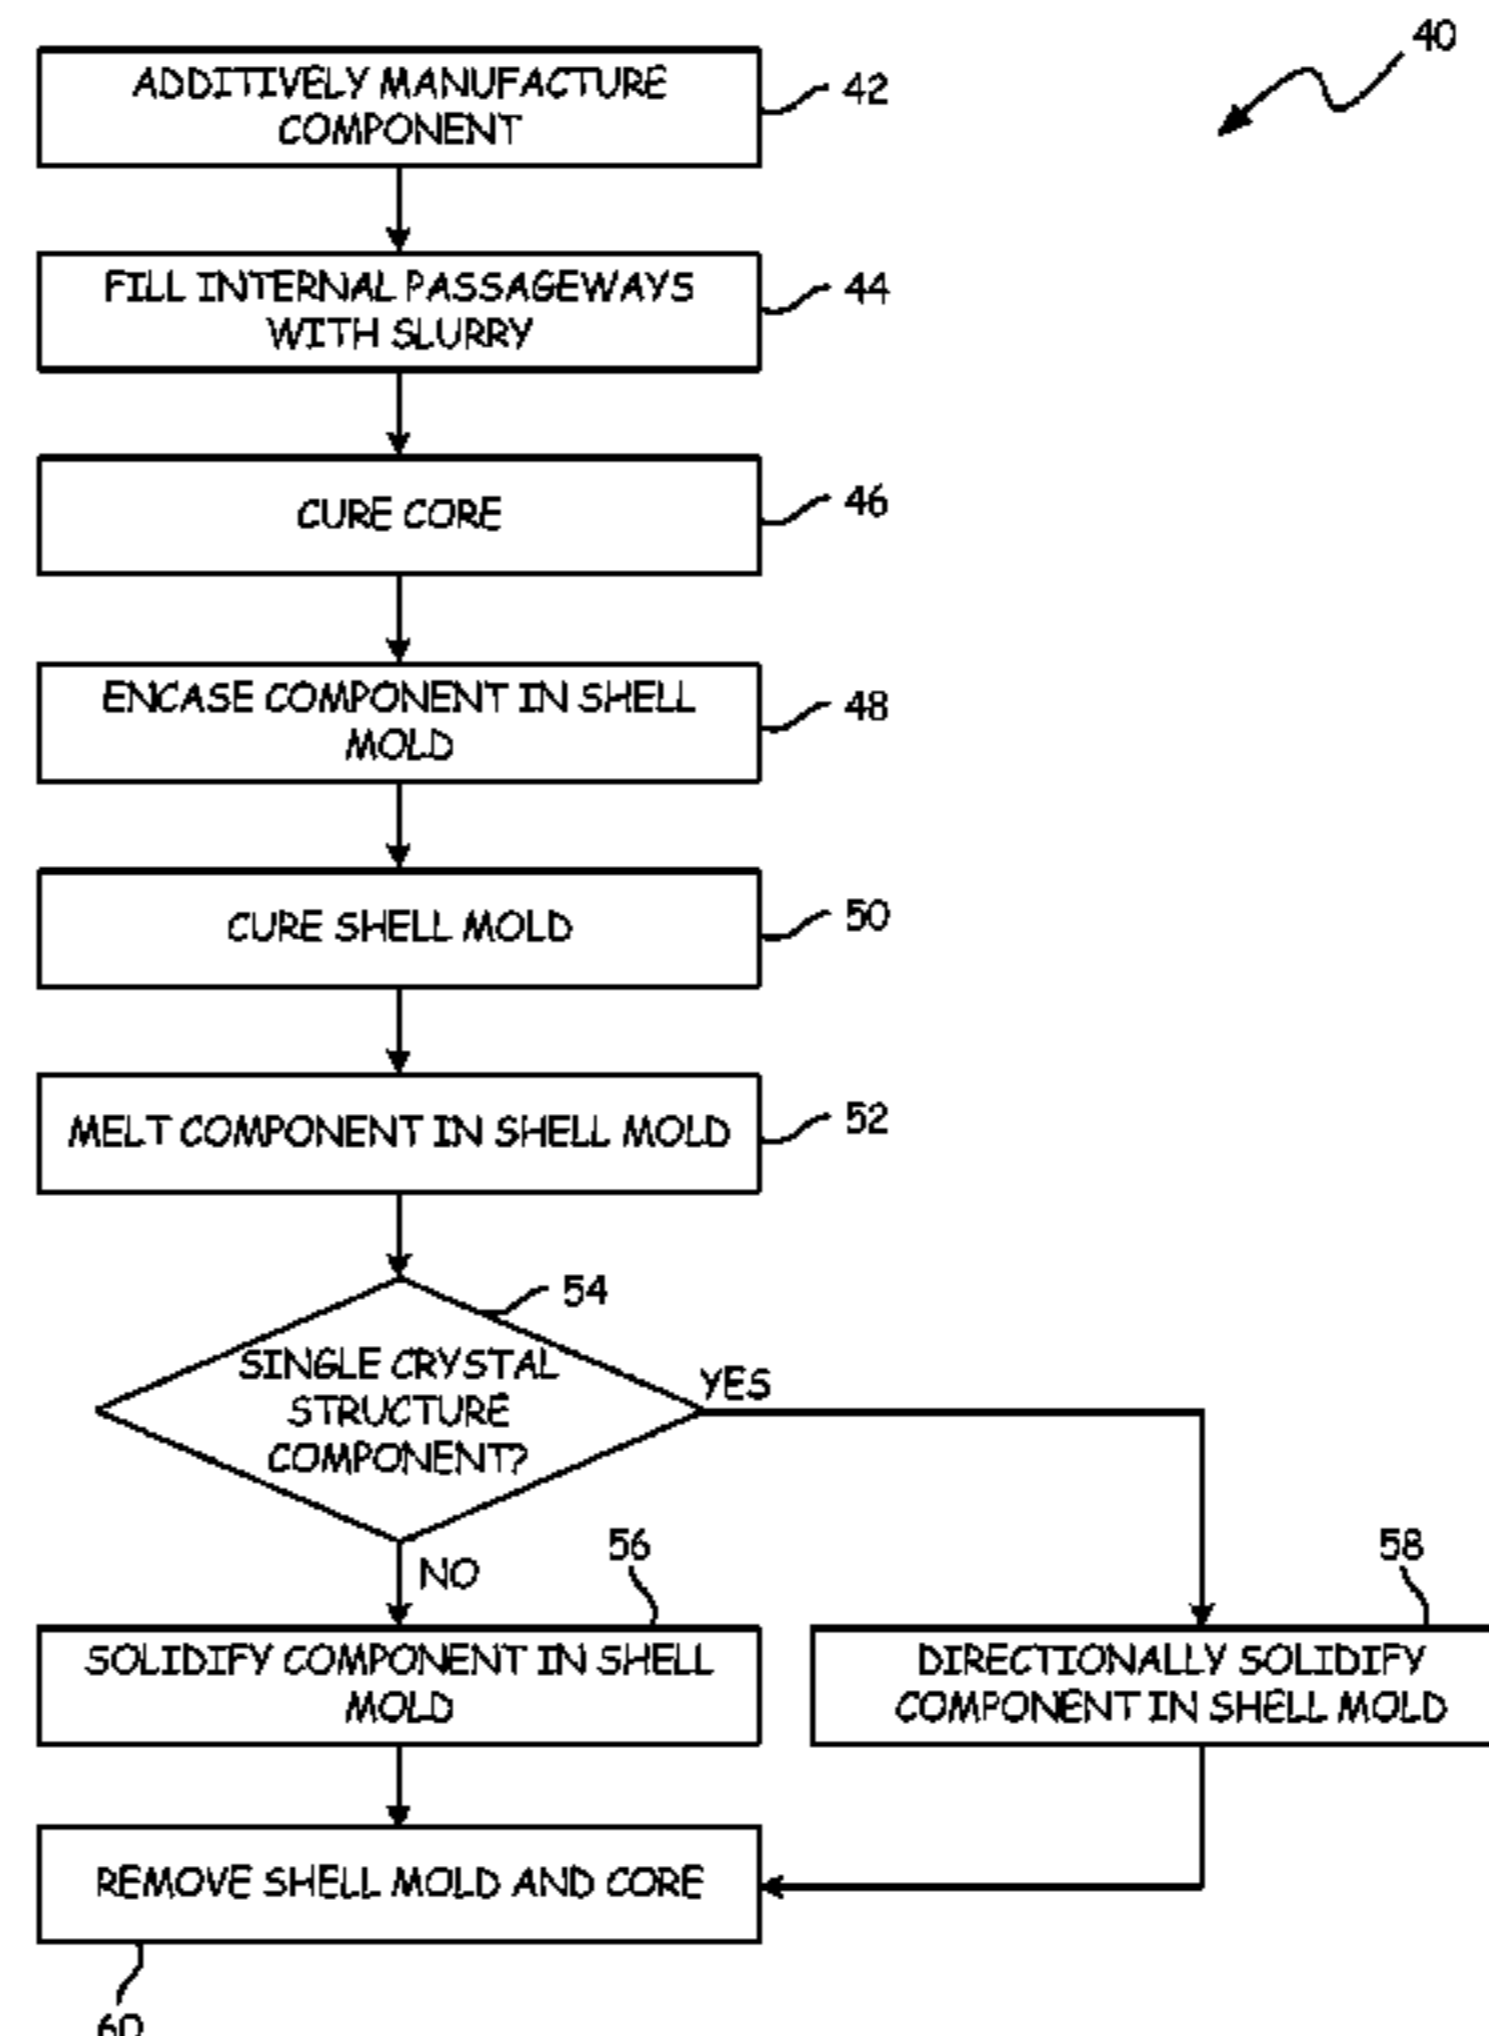 40
ADDITIVELY MANUFACTURE
COMPONENT
42
FILL INTERNAL PASSAGEWAYS
WITH SLURRY
44
CURE CORE
46
ENCASE COMPONENT IN SHELL
MOLD
48
CURE SHELL MOLD
50
MELT COMPONENT IN SHELL MOLD
52
54
SINGLE CRYSTAL
STRUCTURE
COMPONENT?
YES
NO
56
58
SOLIDIFY COMPONENT IN SHELL
MOLD
DIRECTIONALLY SOLIDIFY
COMPONENT IN SHELL MOLD
REMOVE SHELL MOLD AND CORE
60